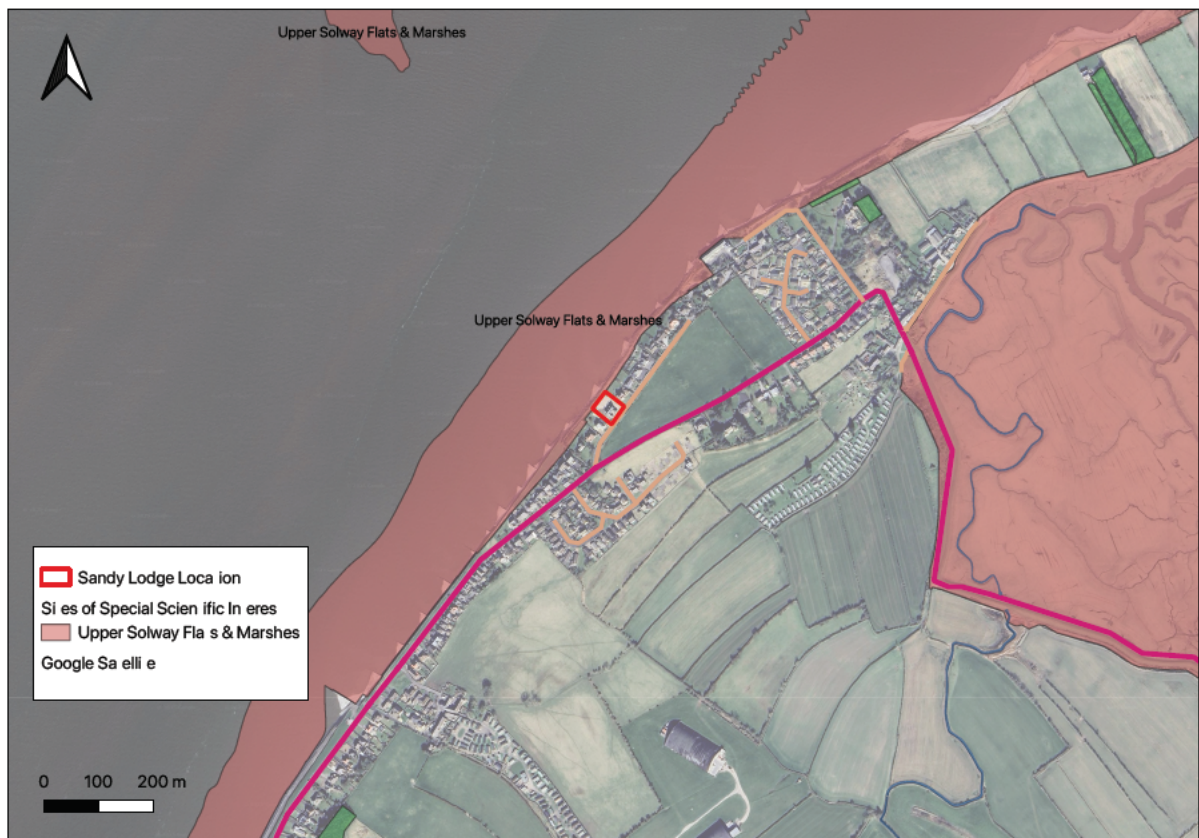 Upper Solway Flats & Marshes
Upper Solway Flats & Marshes
Sandy Lodge Loca ion
Si es of Special Scien ific In eres
Upper Solway Fla s & Marshes
Google Sa elli e
0 100 200 m